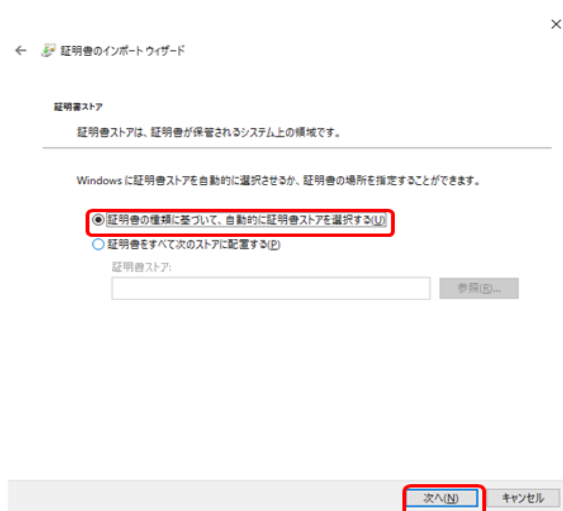 証明書のインポート ウィザード
証明書ストア
証明書ストアは、証明書が保管されるシステム上の領域です。
Windows に証明書ストアを自動的に選択させるか、証明書の場所を指定することができます。
証明書の種類に基づいて、自動的に証明書ストアを選択する(U)
証明書をすべて次のストアに配置する(P)
証明書ストア:
参照(R)...
次へ(N) キャンセル